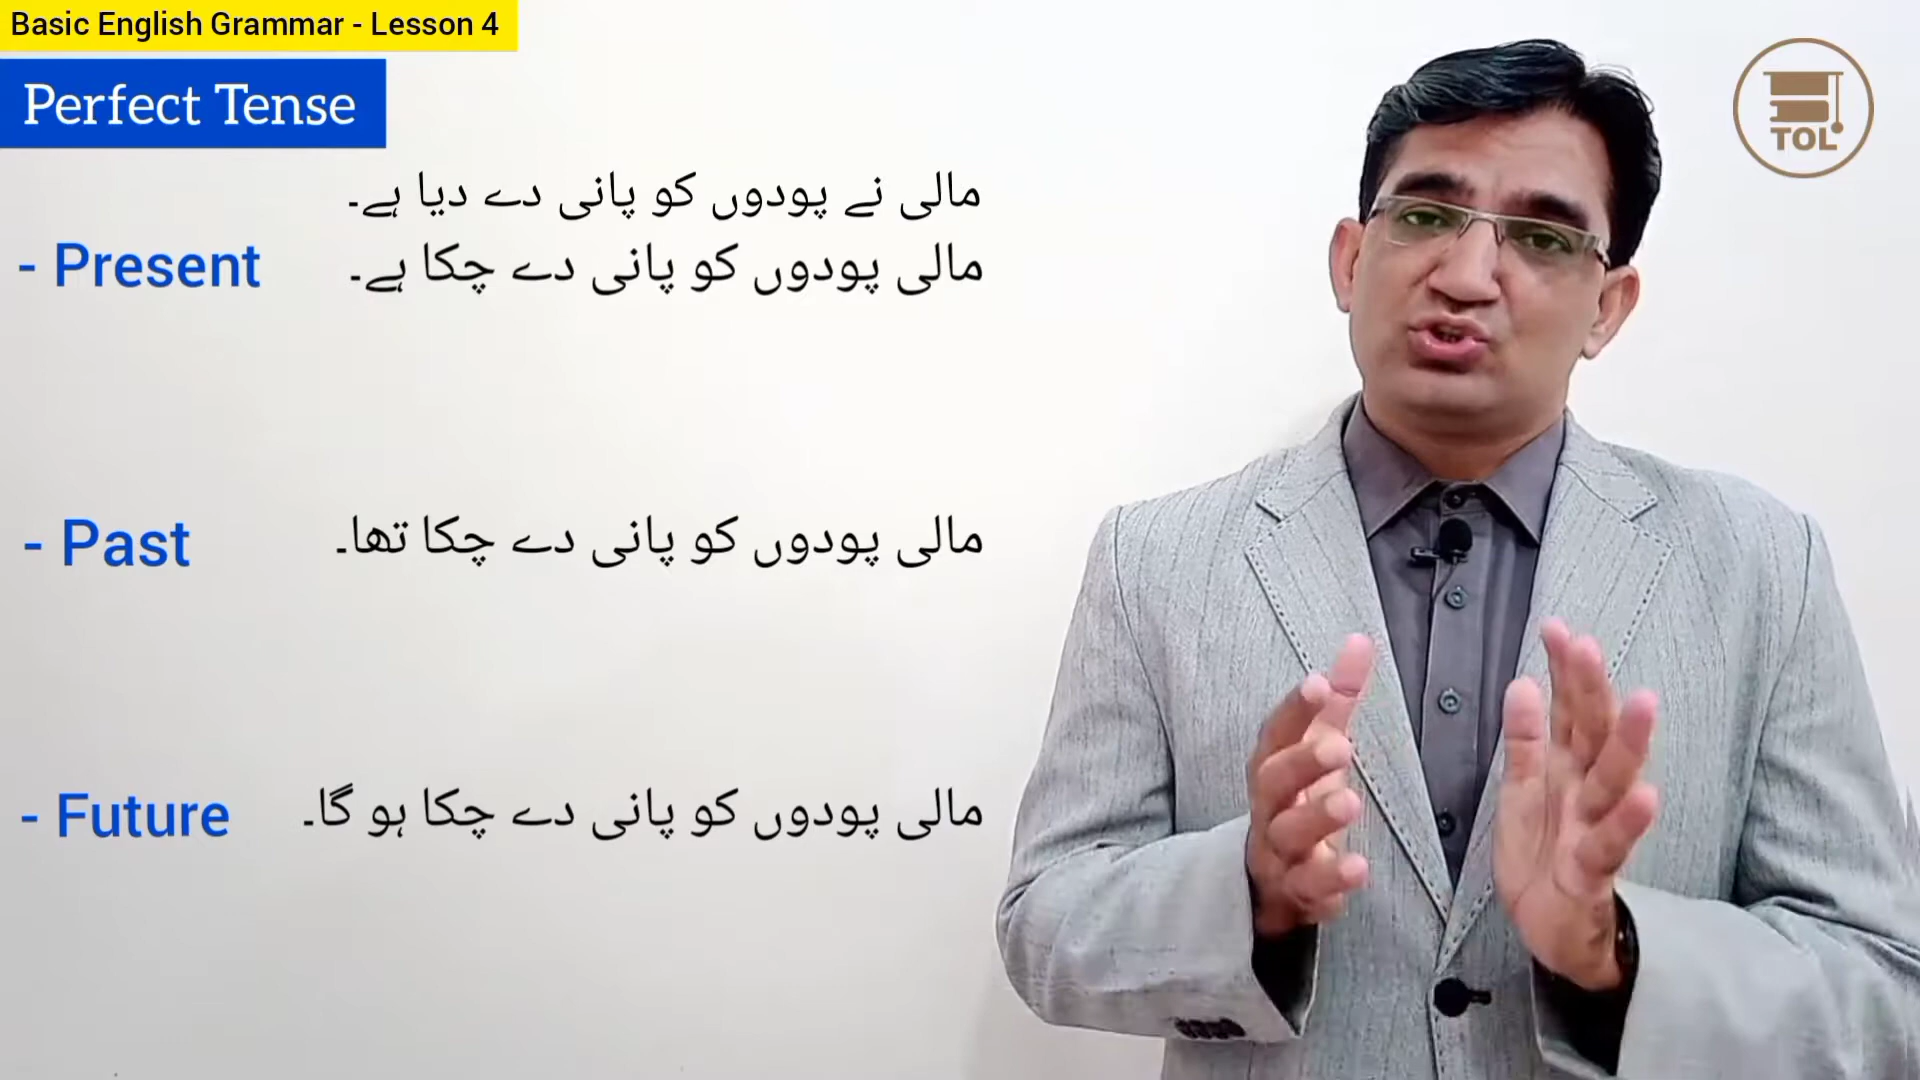 Basic English Grammar - Lesson 4
TOL
Perfect Tense
مالی نے پودوں کو پانی دے دیا ہے۔
- Present
مالی پودوں کو پانی دے چکا ہے۔
- Past
مالی پودوں کو پانی دے چکا تھا۔
- Future
مالی پودوں کو پانی دے چکا ہو گا۔